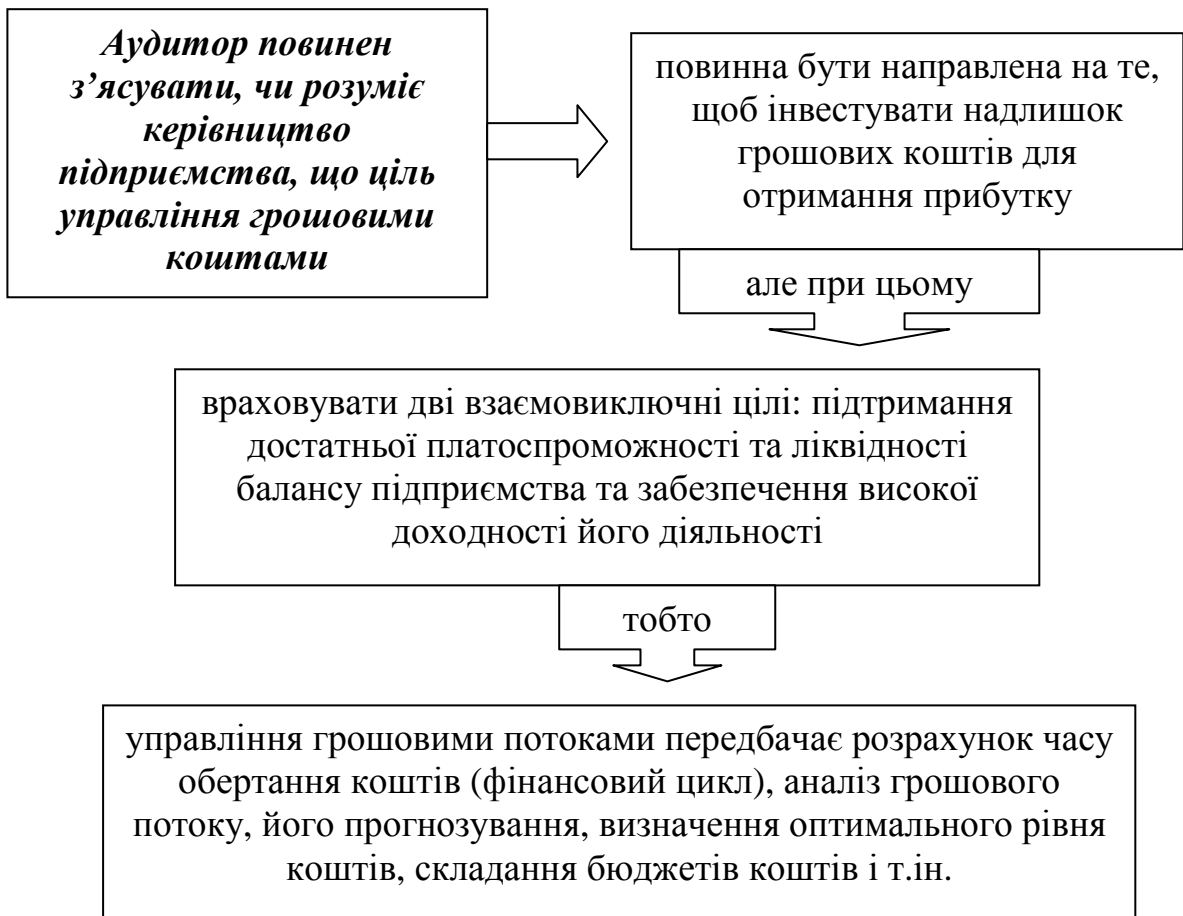 Аудитор повинен
з’ясувати, чи розуміє
керівництво
підприємства, що ціль
управління грошовими
коштами
повинна бути направлена на те,
щоб інвестувати надлишок
грошових коштів для
отримання прибутку
але при цьому
враховувати дві взаємовиключні цілі: підтримання
достатньої платоспроможності та ліквідності
балансу підприємства та забезпечення високої
доходності його діяльності
тобто
управління грошовими потоками передбачає розрахунок часу
обертання коштів (фінансовий цикл), аналіз грошового
потоку, його прогнозування, визначення оптимального рівня
коштів, складання бюджетів коштів і т.ін.